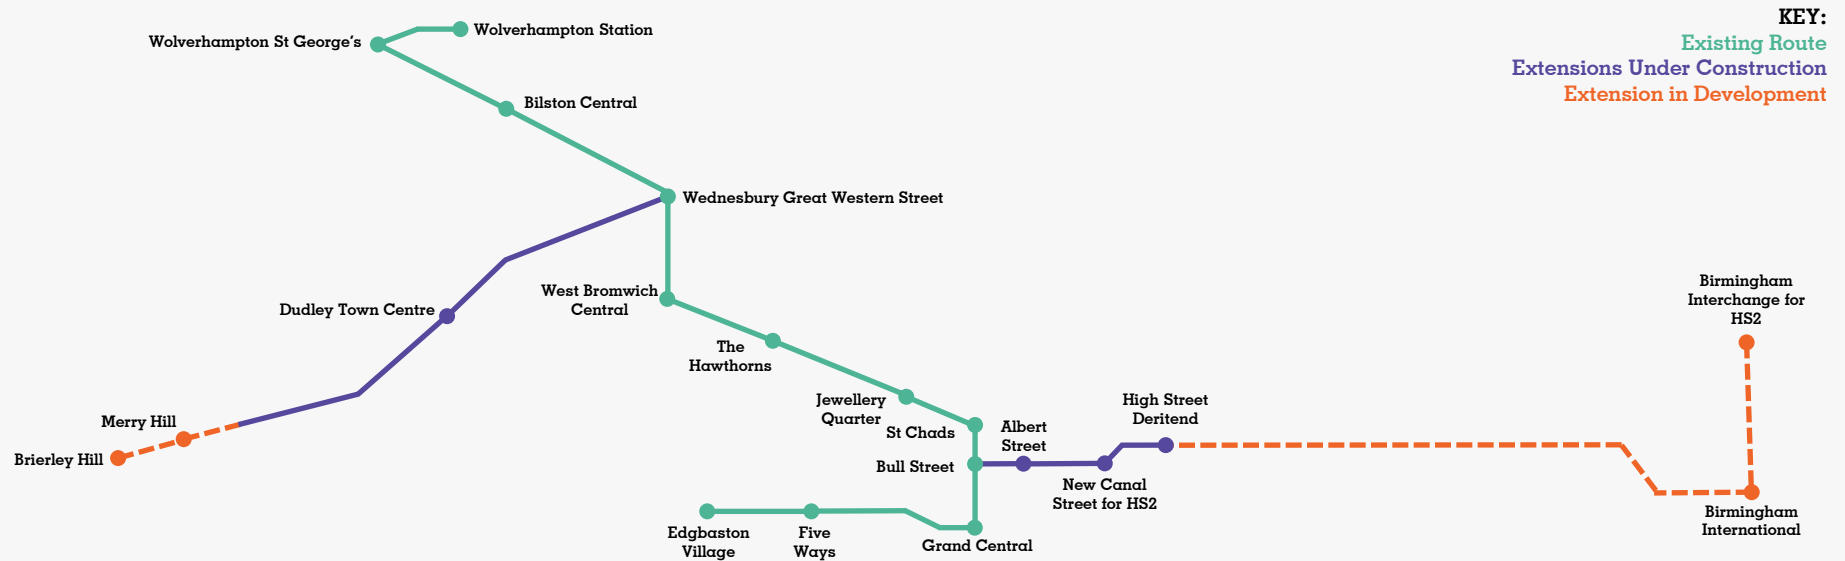 KEY:
Existing Route
Extensions Under Construction
Extension in Development
Wolverhampton Station
Wolverhampton St George's
Bilston Central
Wednesbury Great Western Street
West Bromwich
Central
Dudley Town Centre
The
Hawthorns
Merry Hill
Brierley Hill
Jewellery
Quarter
St Chads
Bull Street
Albert
Street
High Street
Deritend
New Canal
Street for HS2
Edgbaston
Village
Five
Ways
Grand Central
Birmingham
Interchange for
HS2
Birmingham
International